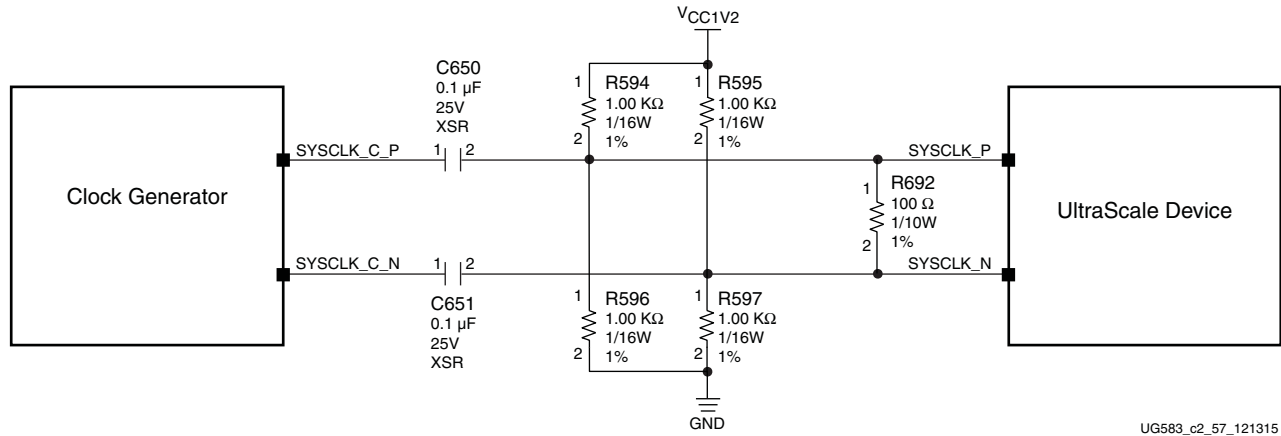 VCC1V2
C650
0.1 µF
25V
XSR
1
R594
1.00 KΩ
1/16W
1%
2
1
R595
1.00 KΩ
1/16W
1%
2
SYSCLK_C_P
1 2
SYSCLK_P
Clock Generator
1
R692
100 Ω
1/10W
1%
2
UltraScale Device
SYSCLK_C_N
1 2
SYSCLK_N
C651
0.1 µF
25V
XSR
1
R596
1.00 KΩ
1/16W
1%
2
1
R597
1.00 KΩ
1/16W
1%
2
GND
UG583_c2_57_121315